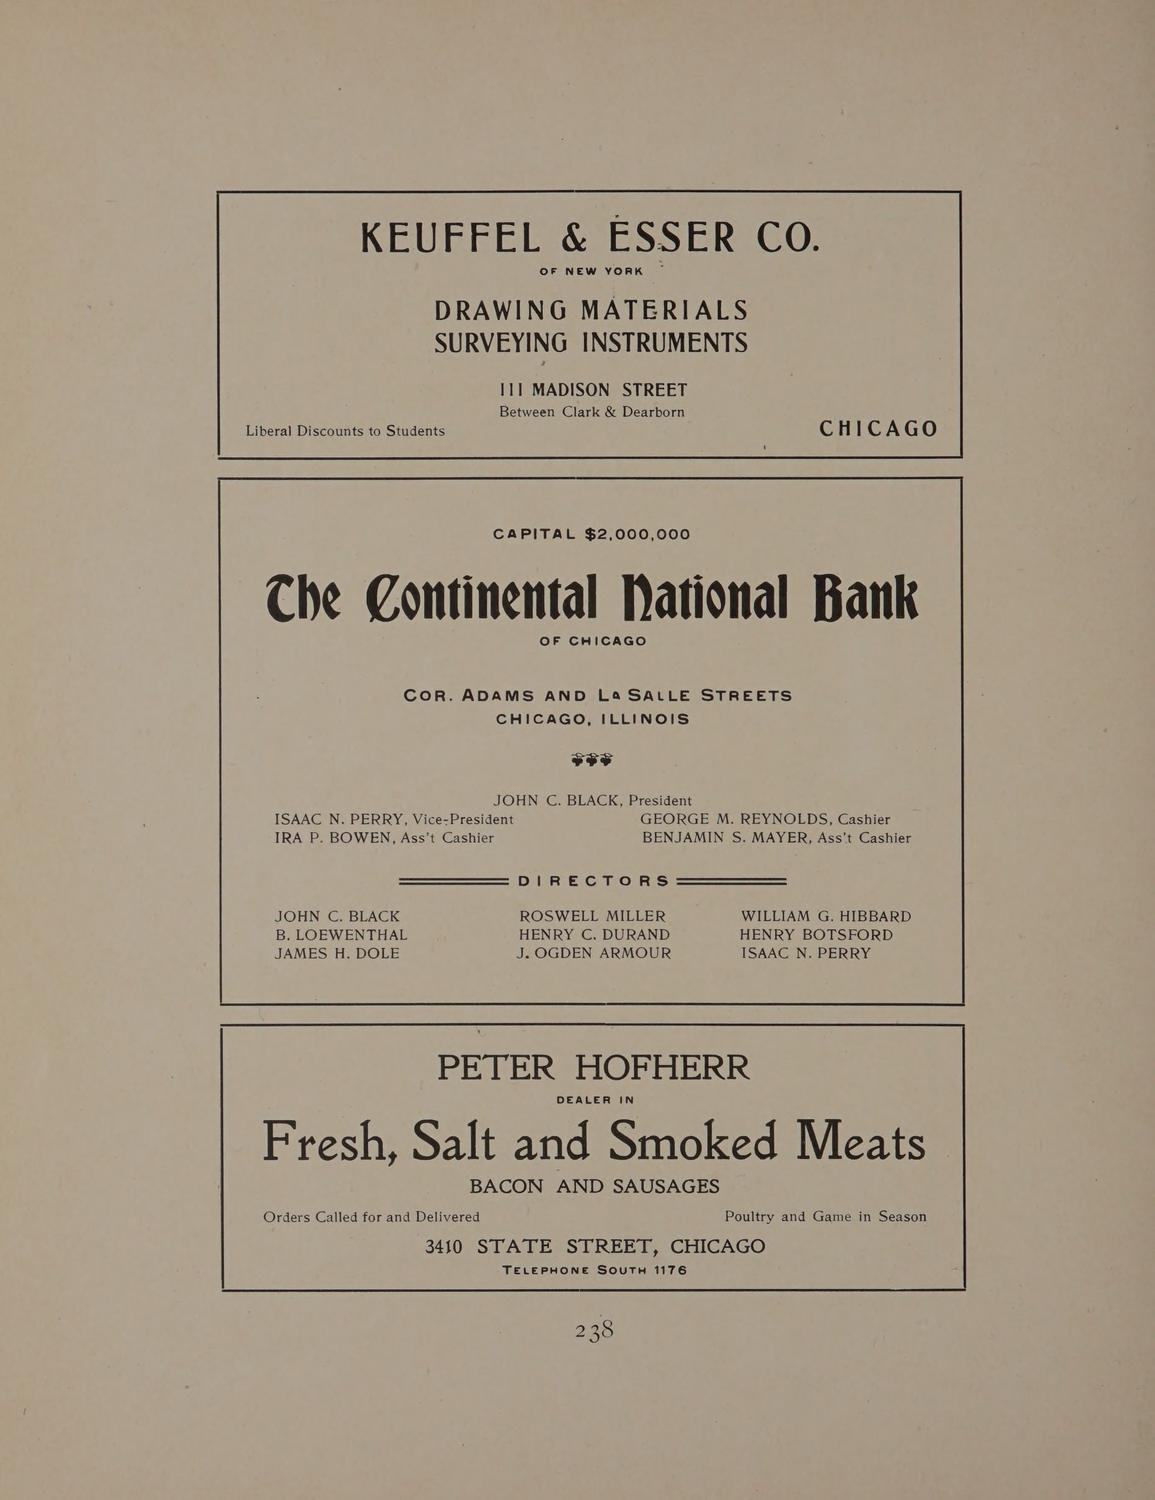 KEUFFEL & ESSER CO.
OF NEW YORK
DRAWING MATERIALS
SURVEYING INSTRUMENTS
111 MADISON STREET
Between Clark & Dearborn
Liberal Discounts to Students CHICAGO
CAPITAL $2,000,000
The Continental National Bank
OF CHICAGO
COR. ADAMS AND La SALLE STREETS
CHICAGO, ILLINOIS
JOHN C. BLACK, President
ISAAC N. PERRY, Vice-President GEORGE M. REYNOLDS, Cashier
IRA P. BOWEN, Ass't Cashier BENJAMIN S. MAYER, Ass't Cashier
DIRECTORS
JOHN C. BLACK ROSWELL MILLER WILLIAM G. HIBBARD
B. LOEWENTHAL HENRY C. DURAND HENRY BOTSFORD
JAMES H. DOLE J. OGDEN ARMOUR ISAAC N. PERRY
PETER HOFHERR
DEALER IN
Fresh, Salt and Smoked Meats
BACON AND SAUSAGES
Orders Called for and Delivered Poultry and Game in Season
3410 STATE STREET, CHICAGO
TELEPHONE SOUTH 1176
238